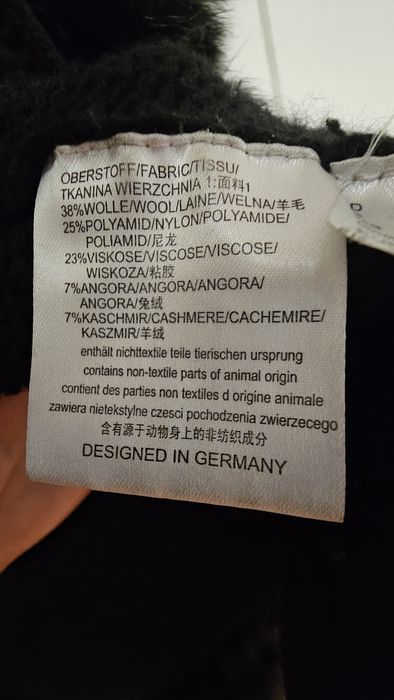 OBERSTOFF/FABRIC/TISSU/
TKANINA WIERZCHNIA 1:面料1
38%WOLLE/WOOL/LAINE/WELNA/羊毛
25%POLYAMID/NYLON/POLYAMIDE/
POLIAMID/尼龙
23%VISKOSE/VISCOSE/VISCOSE/
WISKOZA/粘胶
7%ANGORA/ANGORA/ANGORA/
ANGORA/兔绒
7%KASCHMIR/CASHMERE/CACHEMIRE/
KASZMIR/羊绒
enthält nichttextile teile tierischen ursprung
contains non-textile parts of animal origin
contient des parties non textiles d origine animale
zawiera nietekstylne czesci pochodzenia zwierzecego
含有源于动物身上的非纺织成分
DESIGNED IN GERMANY
D